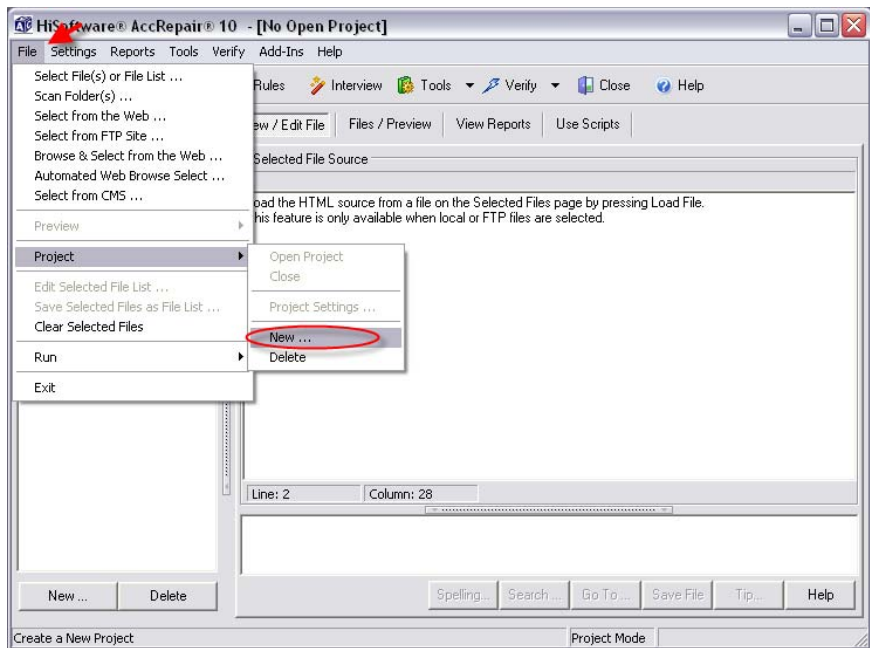 HiSoftware® AccRepair® 10 - [No Open Project]
File Settings Reports Tools Verify Add-Ins Help
Select File(s) or File List ...
Scan Folder(s) ...
Select from the Web ...
Select from FTP Site ...
Browse & Select from the Web ...
Automated Web Browse Select ...
Select from CMS ...
Preview
Project
Edit Selected File List ...
Save Selected Files as File List ...
Clear Selected Files
Run
Exit
Open Project
Close
Project Settings ...
New ...
Delete
Rules Interview Tools Verify Close Help
ew / Edit File Files / Preview View Reports Use Scripts
Selected File Source
oad the HTML source from a file on the Selected Files page by pressing Load File.
his feature is only available when local or FTP files are selected.
Line: 2 Column: 28
New ... Delete
Spelling... Search ... Go To ... Save File Tip... Help
Create a New Project Project Mode